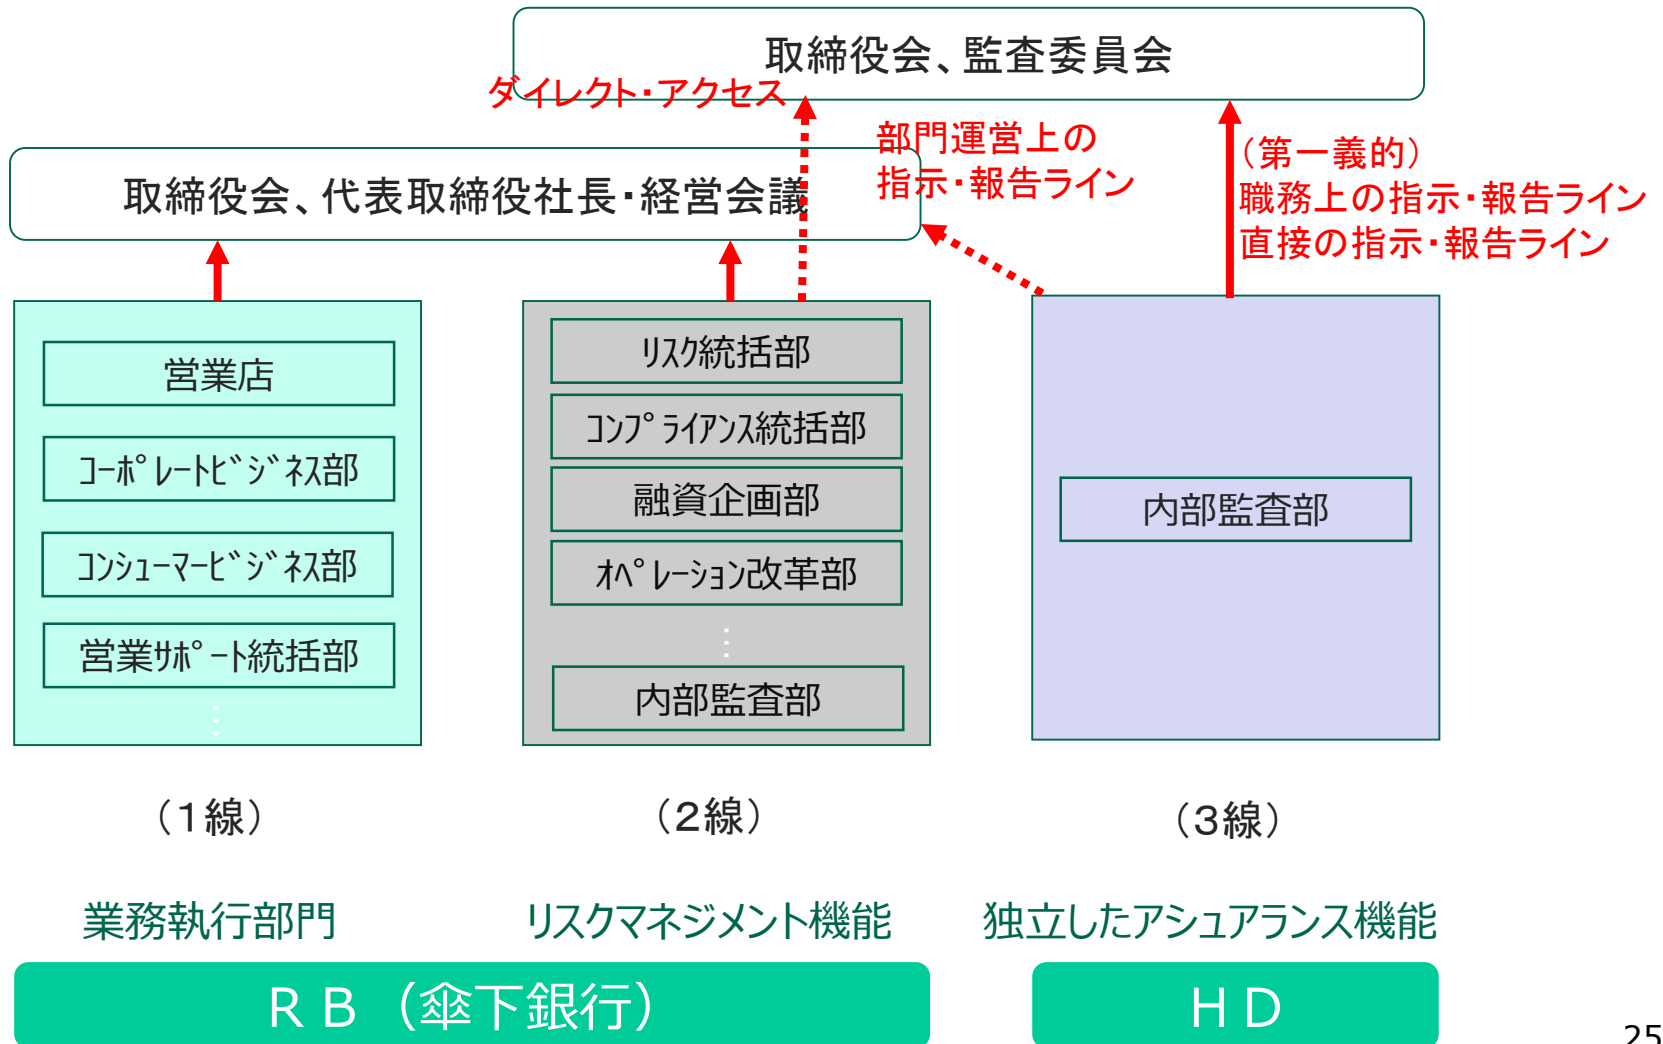 取締役会、監査委員会
ダイレクト・アクセス
部門運営上の
指示・報告ライン
(第一義的)
職務上の指示・報告ライン
直接の指示・報告ライン
取締役会、代表取締役社長・経営会議
営業店
ｺｰﾎﾟﾚｰﾄﾋﾞｼﾞﾈｽ部
ｺﾝｼｭｰﾏｰﾋﾞｼﾞﾈｽ部
営業ｻﾎﾟｰﾄ統括部
⋮
ﾘｽｸ統括部
ｺﾝﾌﾟﾗｲｱﾝｽ統括部
融資企画部
ｵﾍﾟﾚｰｼｮﾝ改革部
⋮
内部監査部
内部監査部
（１線）
（２線）
（３線）
業務執行部門
リスクマネジメント機能
独立したアシュアランス機能
ＲＢ（傘下銀行）
ＨＤ
25